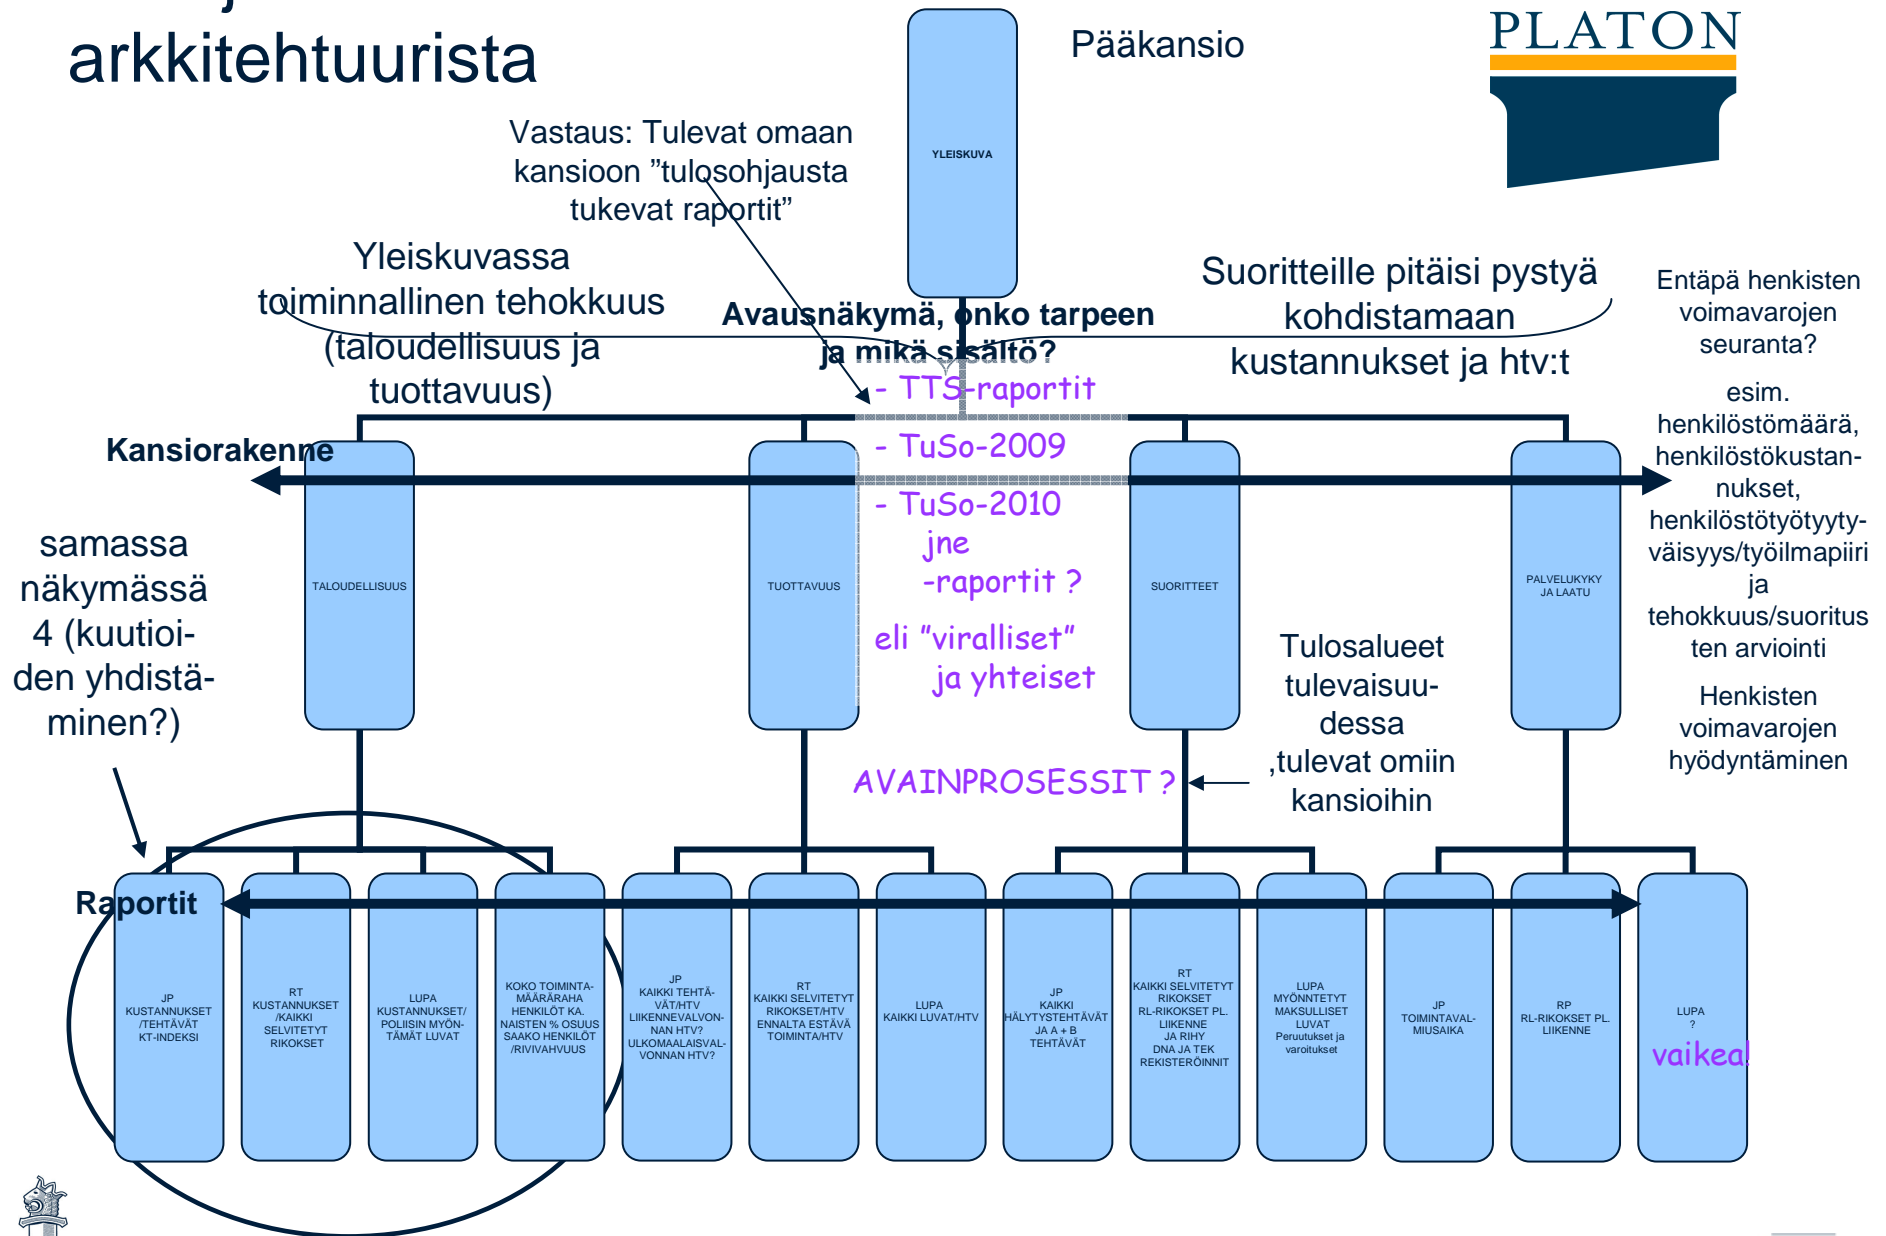 arkkitehtuurista
Pääkansio
PLATON
YLEISKUVA
Vastaus: Tulevat omaan
kansioon ”tulosohjausta
tukevat raportit”
Yleiskuvassa
toiminnallinen tehokkuus
(taloudellisuus ja
tuottavuus)
Avausnäkymä, onko tarpeen
ja mikä sisältö?
- TTS-raportit
- TuSo-2009
- TuSo-2010
jne
-raportit ?
eli ”viralliset”
ja yhteiset
Suoritteille pitäisi pystyä
kohdistamaan
kustannukset ja htv:t
Entäpä henkisten
voimavarojen
seuranta?
esim.
henkilöstömäärä,
henkilöstökustan-
nukset,
henkilöstötyötyyty-
väisyys/työilmapiiri
ja
tehokkuus/suoritus
ten arviointi
Henkisten
voimavarojen
hyödyntäminen
Kansiorakenne
TALOUDELLISUUS
TUOTTAVUUS
SUORITTEET
PALVELUKYKY
JA LAATU
samassa
näkymässä
4 (kuutioi-
den yhdistä-
minen?)
AVAINPROSESSIT ?
Tulosalueet
tulevaisuu-
dessa
,tulevat omiin
kansioihin
Raportit
JP
KUSTANNUKSET
/TEHTÄVÄT
KT-INDEKSI
RT
KUSTANNUKSET
/KAIKKI
SELVITETYT
RIKOKSET
LUPA
KUSTANNUKSET/
POLIISIN MYÖN-
TÄMÄT LUVAT
KOKO TOIMINTA-
MÄÄRÄRAHA
HENKILÖT KA.
NAISTEN % OSUUS
SAAKO HENKILÖT
/RIVIVAHVUUS
JP
KAIKKI TEHTÄ-
VÄT/HTV
LIIKENNEVALVON-
NAN HTV?
ULKOMAALAISVAL-
VONNAN HTV?
RT
KAIKKI SELVITETYT
RIKOKSET/HTV
ENNALTA ESTÄVÄ
TOIMINTA/HTV
LUPA
KAIKKI LUVAT/HTV
JP
KAIKKI
HÄLYTYSTEHTÄVÄT
JA A + B
TEHTÄVÄT
RT
KAIKKI SELVITETYT
RIKOKSET
RL-RIKOKSET PL.
LIIKENNE
JA RIHY
DNA JA TEK
REKISTERÖINNIT
LUPA
MYÖNNTETYT
MAKSULLISET
LUVAT
Peruutukset ja
varoitukset
JP
TOIMINTAVAL-
MIUSAIKA
RP
RL-RIKOKSET PL.
LIIKENNE
LUPA
?
vaikea!